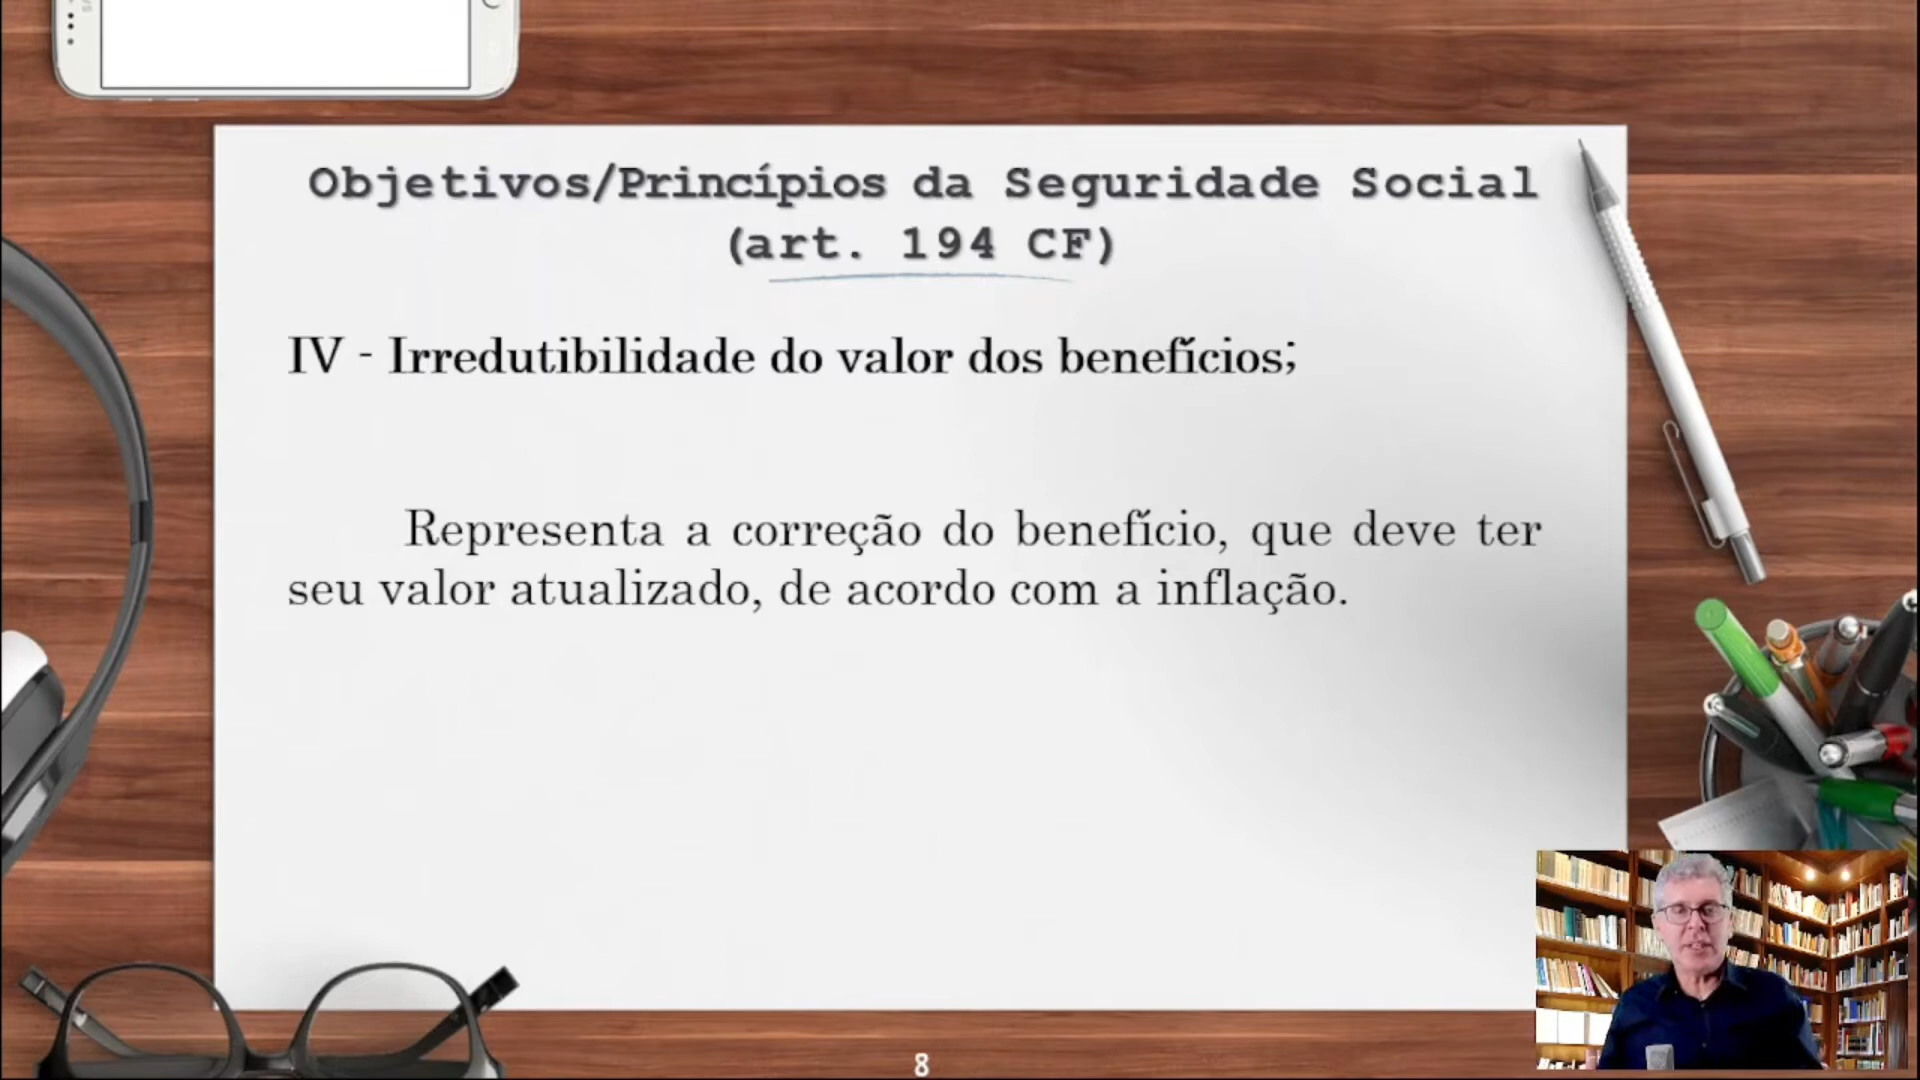 Objetivos/Princípios da Seguridade Social
(art. 194 CF)
IV - Irredutibilidade do valor dos benefícios;
Representa a correção do benefício, que deve ter
seu valor atualizado, de acordo com a inflação.
8